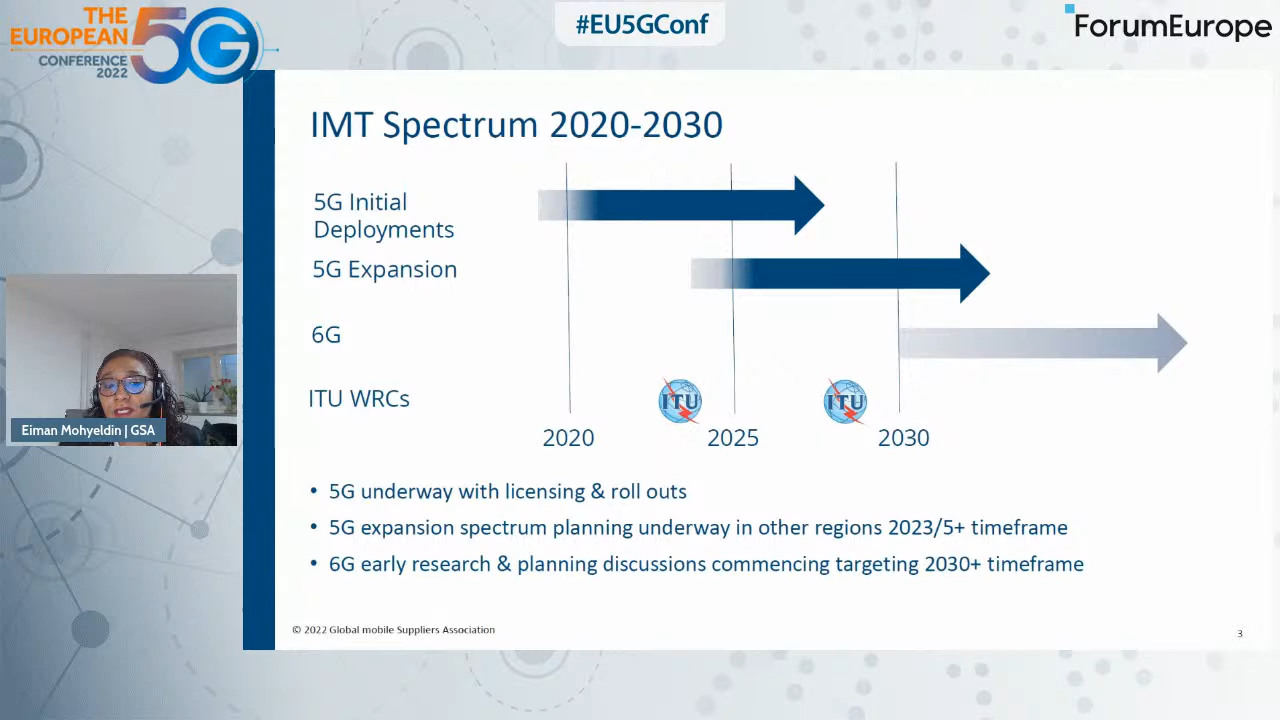 THE
EUROPEAN
CONFERENCE
2022
5G
#EU5GConf
ForumEurope
IMT Spectrum 2020-2030
5G Initial
Deployments
5G Expansion
6G
ITU WRCs
ITU
ITU
2020
2025
2030
Eiman Mohyeldin | GSA
• 5G underway with licensing & roll outs
• 5G expansion spectrum planning underway in other regions 2023/5+ timeframe
• 6G early research & planning discussions commencing targeting 2030+ timeframe
© 2022 Global mobile Suppliers Association
3